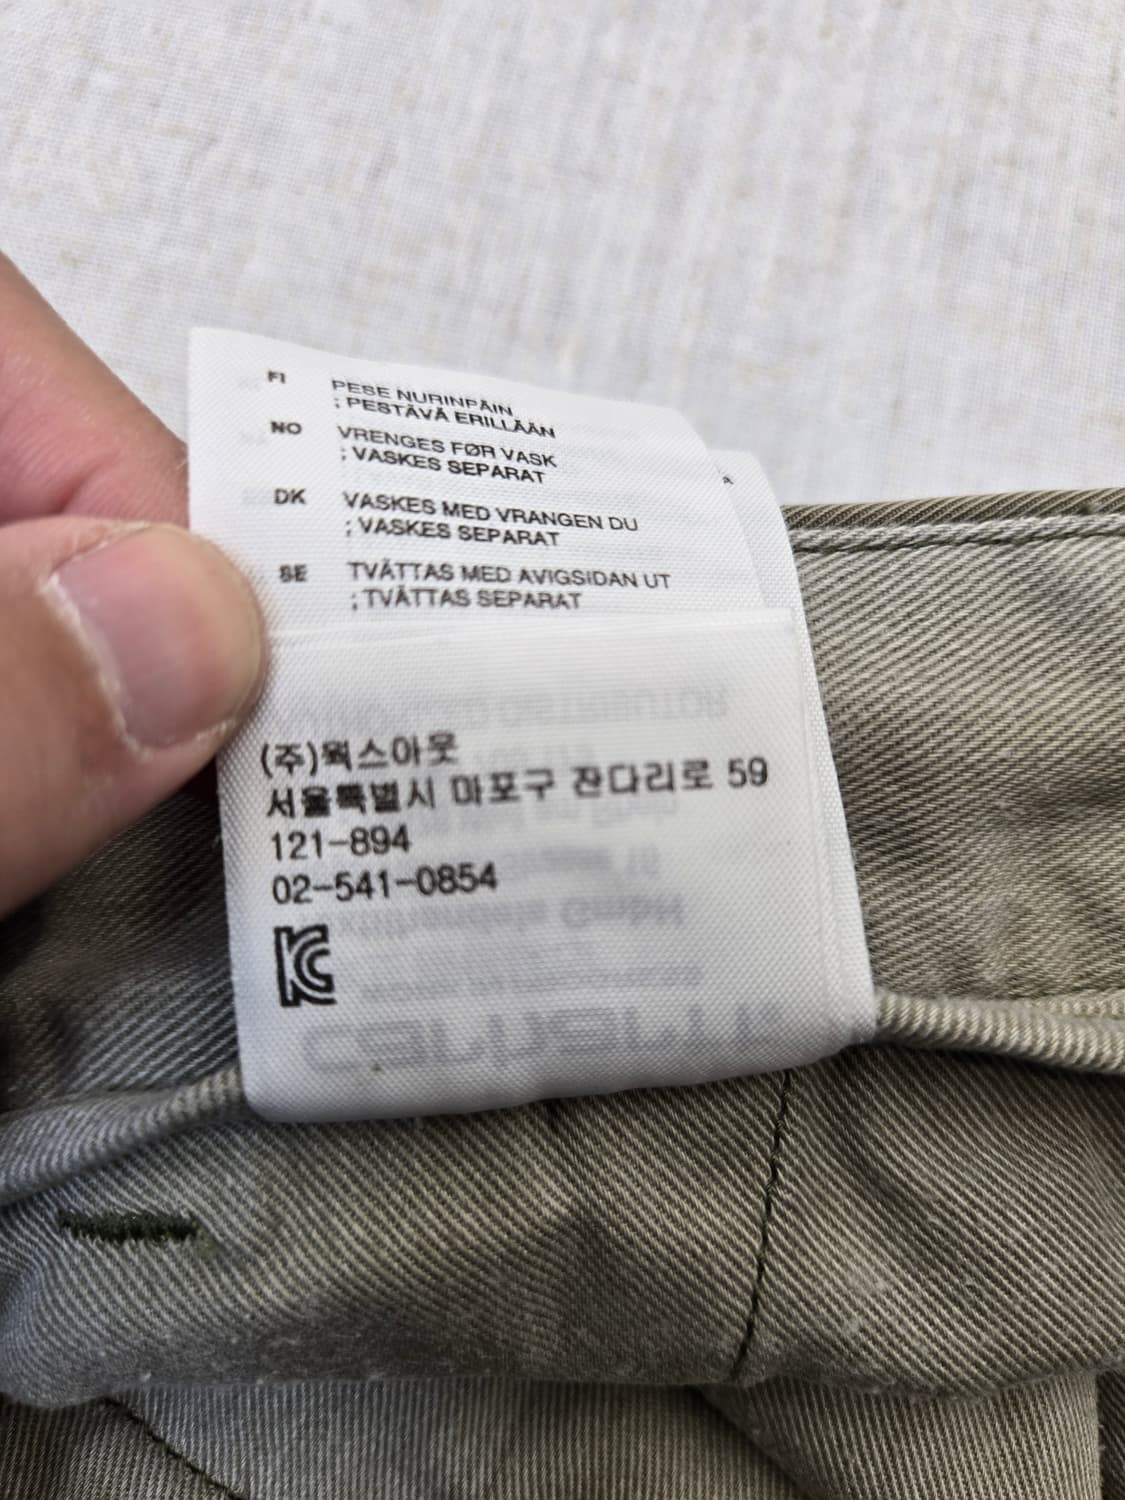 FI PESE NURINPÄIN
; PESTÄVÄ ERILLÄÄN
NO VRENGES FØR VASK
; VASKES SEPARAT
DK VASKES MED VRANGEN DU
; VASKES SEPARAT
SE TVÄTTAS MED AVIGSIDAN UT
; TVÄTTAS SEPARAT
(주)웍스아웃
서울특별시 마포구 잔다리로 59
121-894
02-541-0854
KC